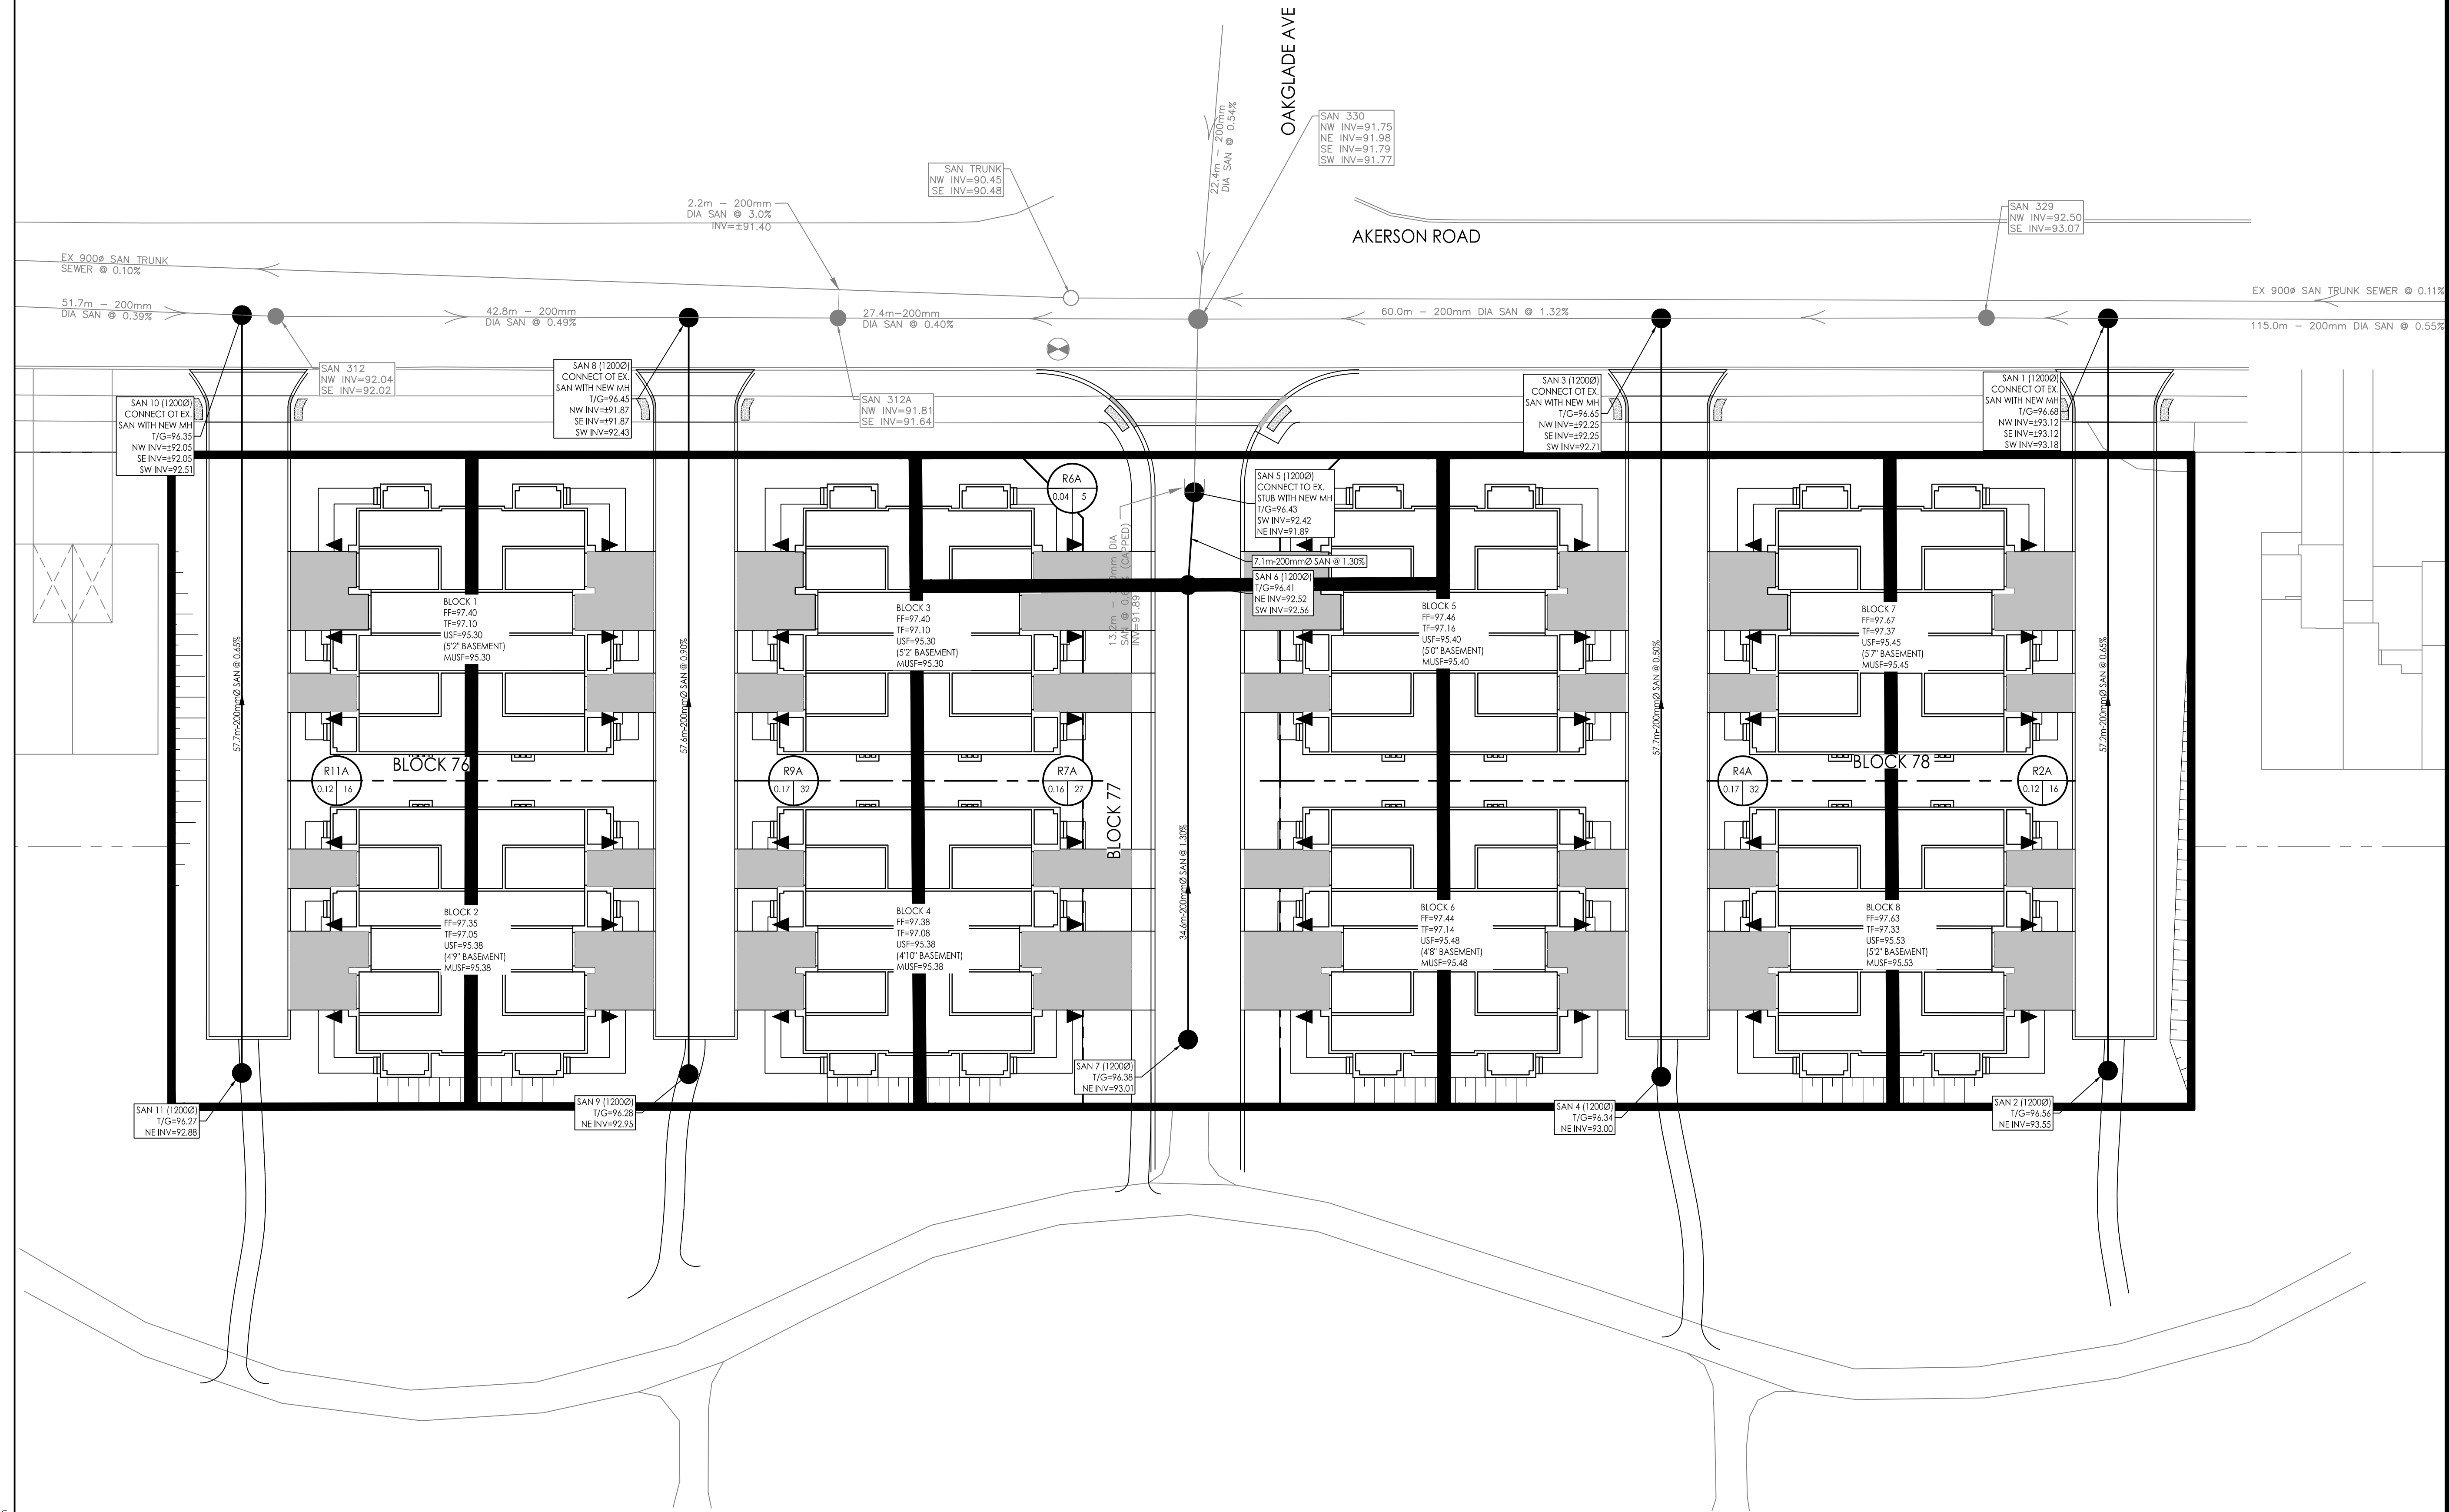 OAKGLADE AVE
22.4m - 200mm
DIA SAN @ 0.54%
SAN 330
NW INV=91.75
NE INV=91.98
SE INV=91.79
SW INV=91.77
SAN TRUNK
NW INV=90.45
SE INV=90.48
2.2m - 200mm
DIA SAN @ 3.0%
INV=±91.40
SAN 329
NW INV=92.50
SE INV=93.07
AKERSON ROAD
EX 900ø SAN TRUNK
SEWER @ 0.10%
EX 900ø SAN TRUNK SEWER @ 0.11%
51.7m - 200mm
DIA SAN @ 0.39%
42.8m - 200mm
DIA SAN @ 0.49%
27.4m-200mm
DIA SAN @ 0.40%
60.0m - 200mm DIA SAN @ 1.32%
115.0m - 200mm DIA SAN @ 0.55%
SAN 312
NW INV=92.04
SE INV=92.02
SAN 8 (1200Ø)
CONNECT OT EX.
SAN WITH NEW MH
T/G=96.45
NW INV=±91.87
SE INV=±91.87
SW INV=92.43
SAN 312A
NW INV=91.81
SE INV=91.64
SAN 3 (1200Ø)
CONNECT OT EX.
SAN WITH NEW MH
T/G=96.65
NW INV=±92.25
SE INV=±92.25
SW INV=92.71
SAN 1 (1200Ø)
CONNECT OT EX.
SAN WITH NEW MH
T/G=96.68
NW INV=±93.12
SE INV=±93.12
SW INV=93.18
SAN 10 (1200Ø)
CONNECT OT EX.
SAN WITH NEW MH
T/G=96.35
NW INV=±92.05
SE INV=±92.05
SW INV=92.51
R6A
0.04 5
SAN 5 (1200Ø)
CONNECT TO EX.
STUB WITH NEW MH
T/G=96.43
SW INV=92.42
NE INV=91.89
7.1m-200mmØ SAN @ 1.30%
SAN 6 (1200Ø)
T/G=96.41
NE INV=92.52
SW INV=92.56
13.2m - mm DIA
SAN @ (CAPPED)
INV=91.89
BLOCK 1
FF=97.40
TF=97.10
USF=95.30
(5'2" BASEMENT)
MUSF=95.30
BLOCK 3
FF=97.40
TF=97.10
USF=95.30
(5'2" BASEMENT)
MUSF=95.30
BLOCK 5
FF=97.46
TF=97.16
USF=95.40
(5'0" BASEMENT)
MUSF=95.40
BLOCK 7
FF=97.67
TF=97.37
USF=95.45
(5'7" BASEMENT)
MUSF=95.45
57.7m-200mmØ SAN @ 0.65%
57.6m-200mmØ SAN @ 0.90%
57.7m-200mmØ SAN @ 0.50%
57.2m-200mmØ SAN @ 0.65%
R11A
0.12 16
BLOCK 76
R9A
0.17 32
R7A
0.16 27
BLOCK 77
R4A
0.17 32
BLOCK 78
R2A
0.12 16
34.6m-200mmØ SAN @ 1.30%
BLOCK 2
FF=97.35
TF=97.05
USF=95.38
(4'9" BASEMENT)
MUSF=95.38
BLOCK 4
FF=97.38
TF=97.08
USF=95.38
(4'10" BASEMENT)
MUSF=95.38
BLOCK 6
FF=97.44
TF=97.14
USF=95.48
(4'8" BASEMENT)
MUSF=95.48
BLOCK 8
FF=97.63
TF=97.33
USF=95.53
(5'2" BASEMENT)
MUSF=95.53
SAN 7 (1200Ø)
T/G=96.38
NE INV=93.01
SAN 11 (1200Ø)
T/G=96.27
NE INV=92.88
SAN 9 (1200Ø)
T/G=96.28
NE INV=92.95
SAN 4 (1200Ø)
T/G=96.34
NE INV=93.00
SAN 2 (1200Ø)
T/G=96.56
NE INV=93.55